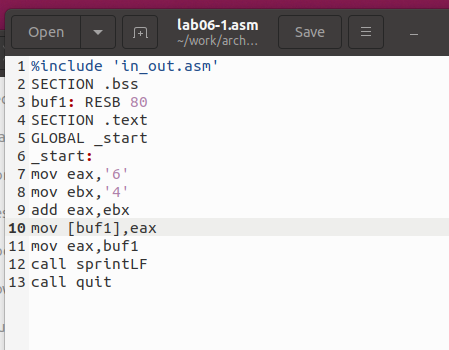 Open
lab06-1.asm
~/work/arch...
Save
1 %include 'in_out.asm'
2 SECTION .bss
3 buf1: RESB 80
4 SECTION .text
5 GLOBAL _start
6 _start:
7 mov eax,'6'
8 mov ebx,'4'
9 add eax,ebx
10 mov [buf1],eax
11 mov eax,buf1
12 call sprintLF
13 call quit